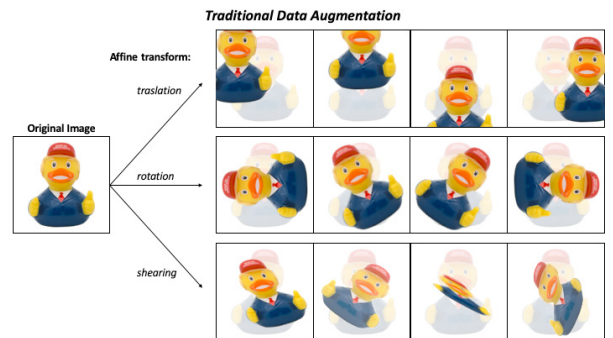 Traditional Data Augmentation
Affine transform:
traslation
Original Image
rotation
shearing